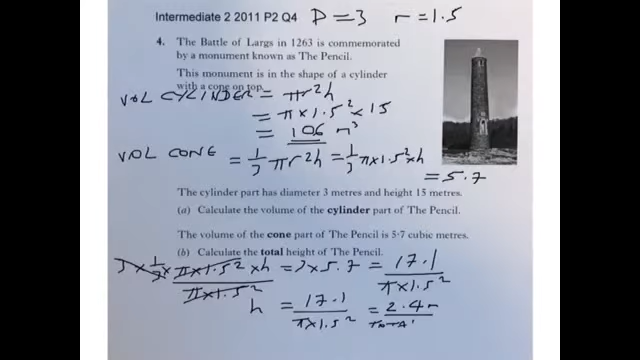 Intermediate 2 2011 P2 Q4 D = 3 r = 1.5
4. The Battle of Largs in 1263 is commemorated
by a monument known as The Pencil.
This monument is in the shape of a cylinder
with a cone on top.
VOL CYLINDER = πr²h
= π × 1.5² × 15
= 106 m³
VOL CONE = 1/3 πr²h = 1/3 π × 1.5² × h
= 5.7
The cylinder part has diameter 3 metres and height 15 metres.
(a) Calculate the volume of the cylinder part of The Pencil.
The volume of the cone part of The Pencil is 5·7 cubic metres.
(b) Calculate the total height of The Pencil.
3 × 1/3 × π × 1.5² × h / π × 1.5² = 3 × 5.7 = 17.1 / π × 1.5²
h = 17.1 / π × 1.5² = 2.4 m
TOTAL